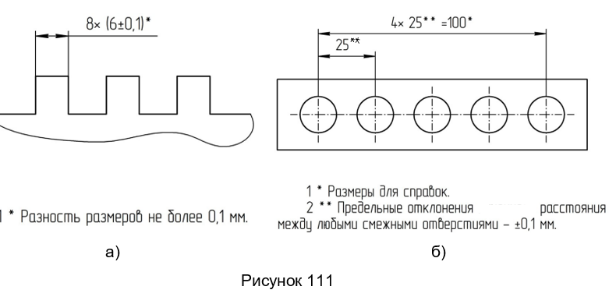 8× (6±0,1)*
4× 25** =100*
25**
1 * Размеры для справок.
2 ** Предельные отклонения расстояния
между любыми смежными отверстиями – ±0,1 мм.
1 * Разность размеров не более 0,1 мм.
а) б)
Рисунок 111